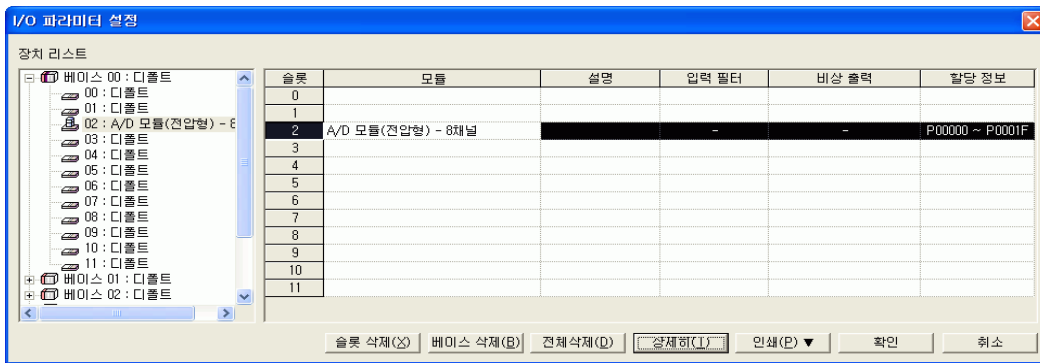 I/O 파라미터 설정
장치 리스트
베이스 00 : 디폴트
00 : 디폴트
01 : 디폴트
02 : A/D 모듈(전압형) - 8
03 : 디폴트
04 : 디폴트
05 : 디폴트
06 : 디폴트
07 : 디폴트
08 : 디폴트
09 : 디폴트
10 : 디폴트
11 : 디폴트
베이스 01 : 디폴트
베이스 02 : 디폴트
슬롯 모듈 설명 입력 필터 비상 출력 할당 정보
0
1
2 A/D 모듈(전압형) - 8채널 - - P00000 ~ P0001F
3
4
5
6
7
8
9
10
11
슬롯 삭제(X) 베이스 삭제(B) 전체삭제(D) 상세히(T) 인쇄(P) ▼ 확인 취소